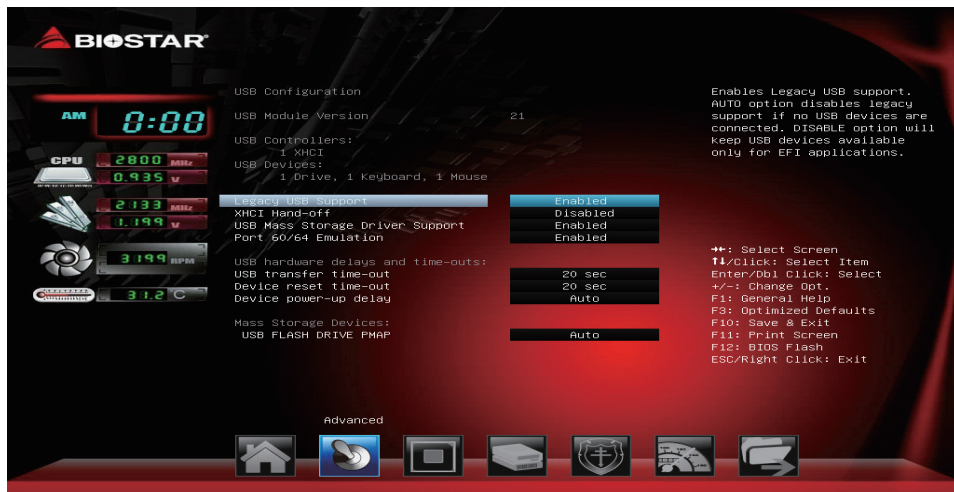 BIOSTAR
AM 0:00
CPU 2800 MHz
0.935 V
2133 MHz
1.199 V
3199 RPM
31.2 °C
USB Configuration
USB Module Version 21
USB Controllers:
1 XHCI
USB Devices:
1 Drive, 1 Keyboard, 1 Mouse
Legacy USB Support Enabled
XHCI Hand-off Disabled
USB Mass Storage Driver Support Enabled
Port 60/64 Emulation Enabled
USB hardware delays and time-outs:
USB transfer time-out 20 sec
Device reset time-out 20 sec
Device power-up delay Auto
Mass Storage Devices:
USB FLASH DRIVE PMAP Auto
Enables Legacy USB support.
AUTO option disables legacy
support if no USB devices are
connected. DISABLE option will
keep USB devices available
only for EFI applications.
→←: Select Screen
↑↓/Click: Select Item
Enter/Dbl Click: Select
+/-: Change Opt.
F1: General Help
F3: Optimized Defaults
F10: Save & Exit
F11: Print Screen
F12: BIOS Flash
ESC/Right Click: Exit
Advanced